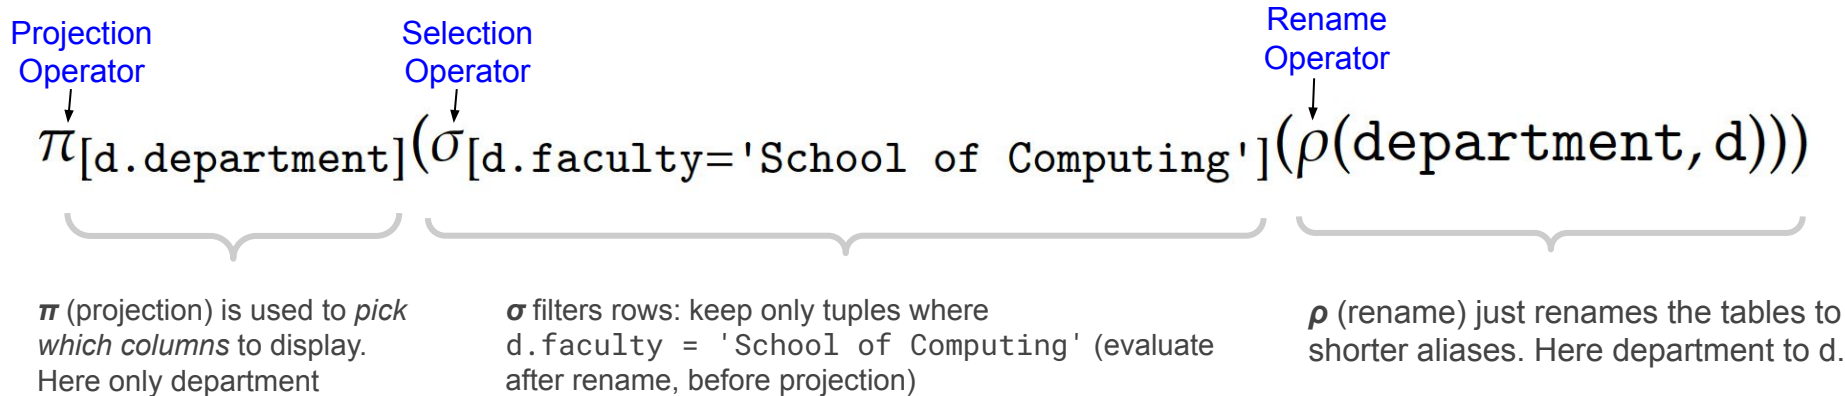 Projection
Operator
Selection
Operator
Rename
Operator
π[d.department](σ[d.faculty='School of Computing'](ρ(department,d)))
π (projection) is used to pick
which columns to display.
Here only department
σ filters rows: keep only tuples where
d.faculty = 'School of Computing' (evaluate
after rename, before projection)
ρ (rename) just renames the tables to
shorter aliases. Here department to d.